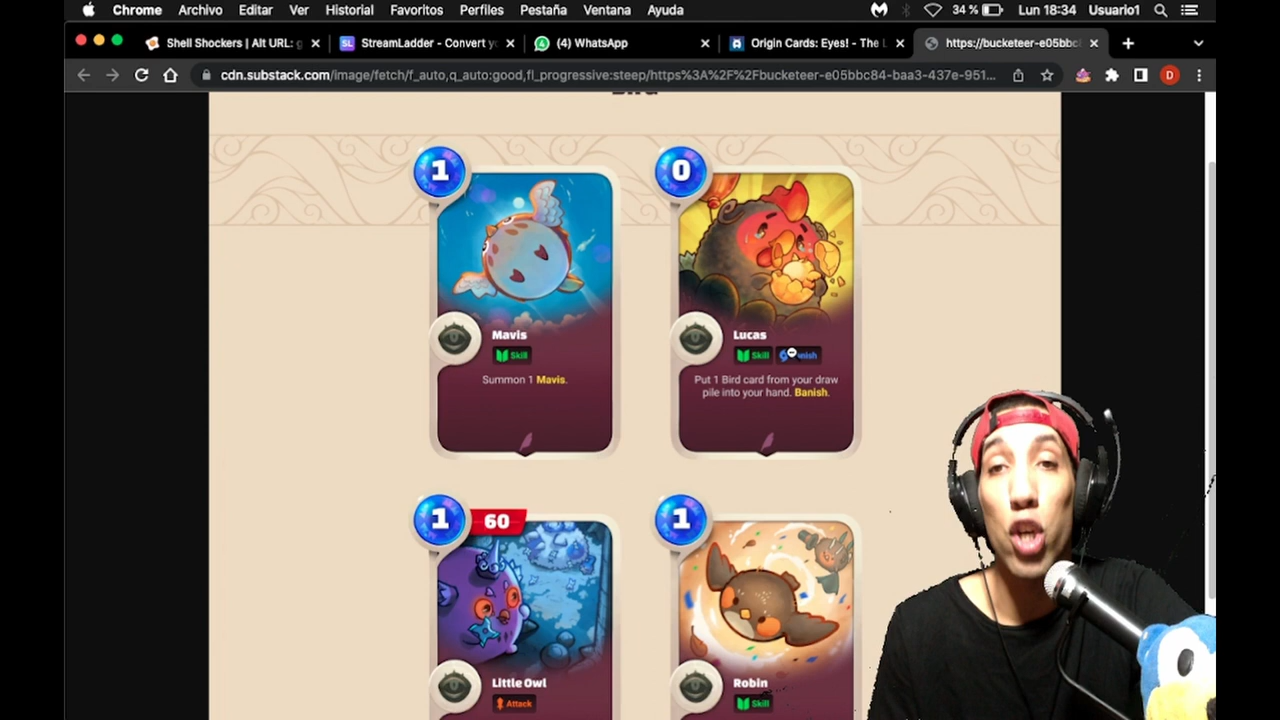 Chrome Archivo Editar Ver Historial Favoritos Perfiles Pestaña Ventana Ayuda 34 % Lun 18:34 Usuario1
Shell Shockers | Alt URL: StreamLadder - Convert (4) WhatsApp Origin Cards: Eyes! - The https://bucketeer-e05bbc
cdn.substack.com/image/fetch/f_auto,q_auto:good,fl_progressive:steep/https%3A%2F%2Fbucketeer-e05bbc84-baa3-437e-951... D
Bird
1
0
Mavis
Skill
Summon 1 Mavis.
Lucas
Skill
Put 1 Bird card from your draw
pile into your hand. Banish.
1 60
1
Little Owl
Attack
Robin
Skill